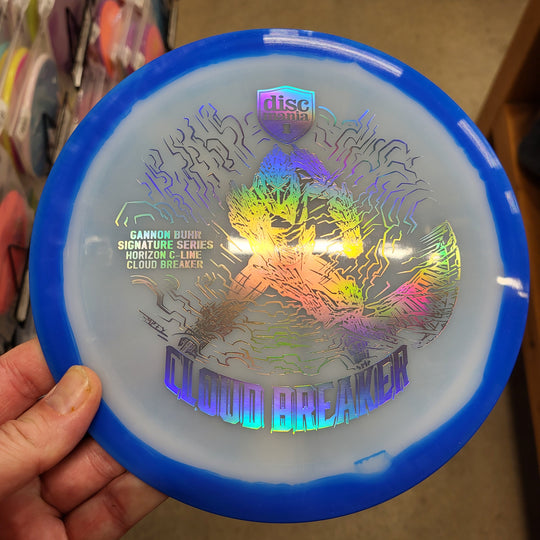 disc
mania
GANNON BUHR
SIGNATURE SERIES
HORIZON C-LINE
CLOUD BREAKER
CLOUD BREAKER